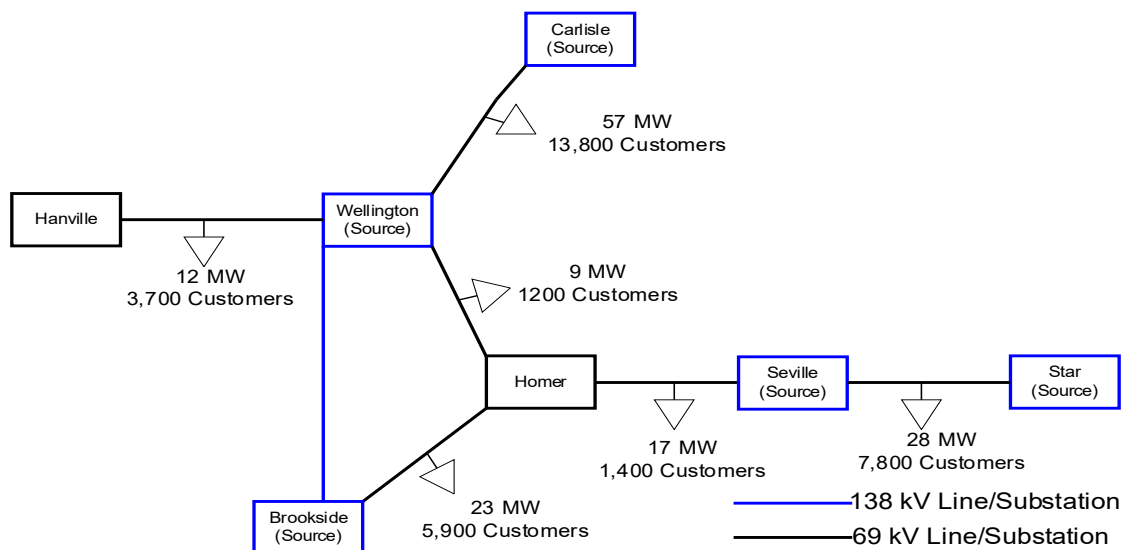 Carlisle
(Source)
57 MW
13,800 Customers
Hanville
Wellington
(Source)
12 MW
3,700 Customers
9 MW
1200 Customers
Homer
Seville
(Source)
Star
(Source)
17 MW
1,400 Customers
28 MW
7,800 Customers
23 MW
5,900 Customers
Brookside
(Source)
138 kV Line/Substation
69 kV Line/Substation